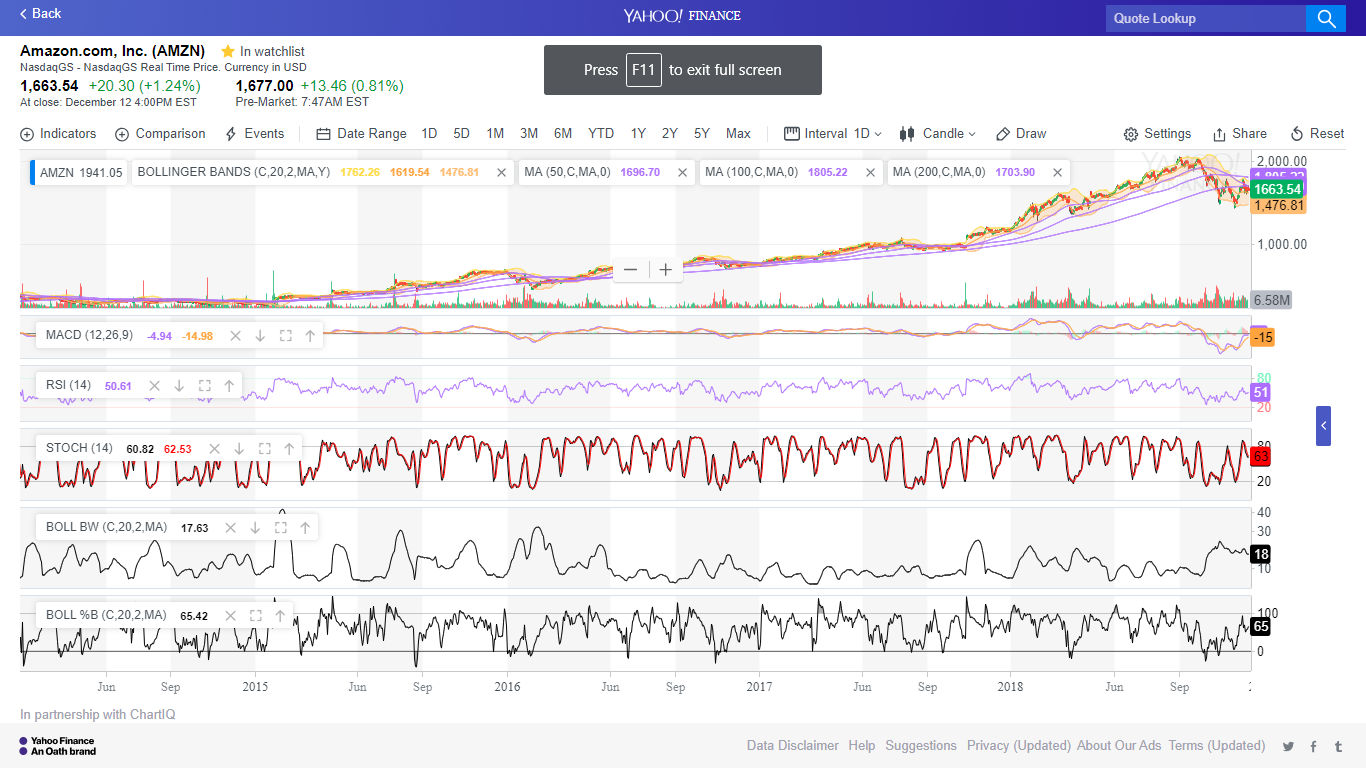 Back
YAHOO! FINANCE
Quote Lookup
Amazon.com, Inc. (AMZN) In watchlist
NasdaqGS - NasdaqGS Real Time Price. Currency in USD
1,663.54 +20.30 (+1.24%) 1,677.00 +13.46 (0.81%)
At close: December 12 4:00PM EST Pre-Market: 7:47AM EST
Press F11 to exit full screen
Indicators Comparison Events Date Range 1D 5D 1M 3M 6M YTD 1Y 2Y 5Y Max Interval 1D Candle Draw Settings Share Reset
AMZN 1941.05 BOLLINGER BANDS (C,20,2,MA,Y) 1762.26 1619.54 1476.81 MA (50,C,MA,0) 1696.70 MA (100,C,MA,0) 1805.22 MA (200,C,MA,0) 1703.90
YAHOO!
2,000.00
1,805.22
1663.54
1,476.81
1,000.00
6.58M
MACD (12,26,9) -4.94 -14.98
-15
RSI (14) 50.61
80
51
20
STOCH (14) 60.82 62.53
80
63
20
BOLL BW (C,20,2,MA) 17.63
40
30
18
10
BOLL %B (C,20,2,MA) 65.42
100
65
0
Jun Sep 2015 Jun Sep 2016 Jun Sep 2017 Jun Sep 2018 Jun Sep
In partnership with ChartIQ
Yahoo Finance
An Oath brand
Data Disclaimer Help Suggestions Privacy (Updated) About Our Ads Terms (Updated)